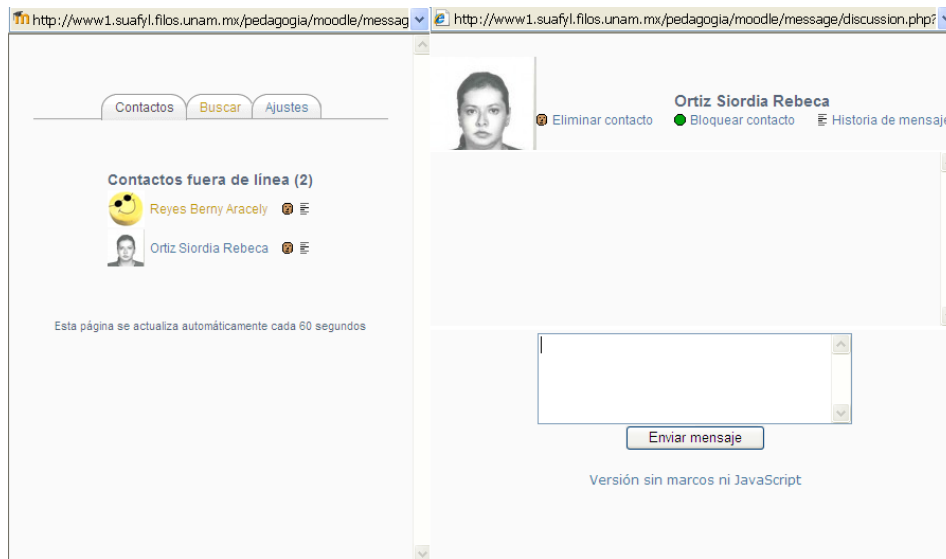 http://www1.suafyl.filos.unam.mx/pedagogia/moodle/messag
Contactos Buscar Ajustes
Contactos fuera de línea (2)
Reyes Berny Aracely
Ortiz Siordia Rebeca
Esta página se actualiza automáticamente cada 60 segundos
http://www1.suafyl.filos.unam.mx/pedagogia/moodle/message/discussion.php?
Ortiz Siordia Rebeca
Eliminar contacto Bloquear contacto Historia de mensaje
Enviar mensaje
Versión sin marcos ni JavaScript